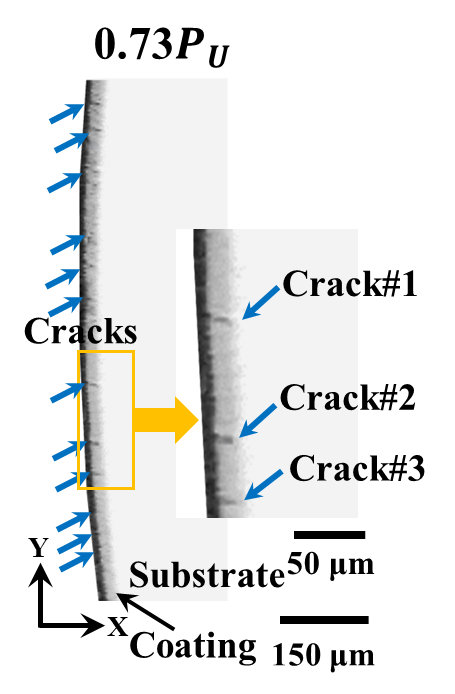 0.73P_U
Crack#1
Cracks
Crack#2
Crack#3
Y
50 μm
Substrate
X
Coating
150 μm